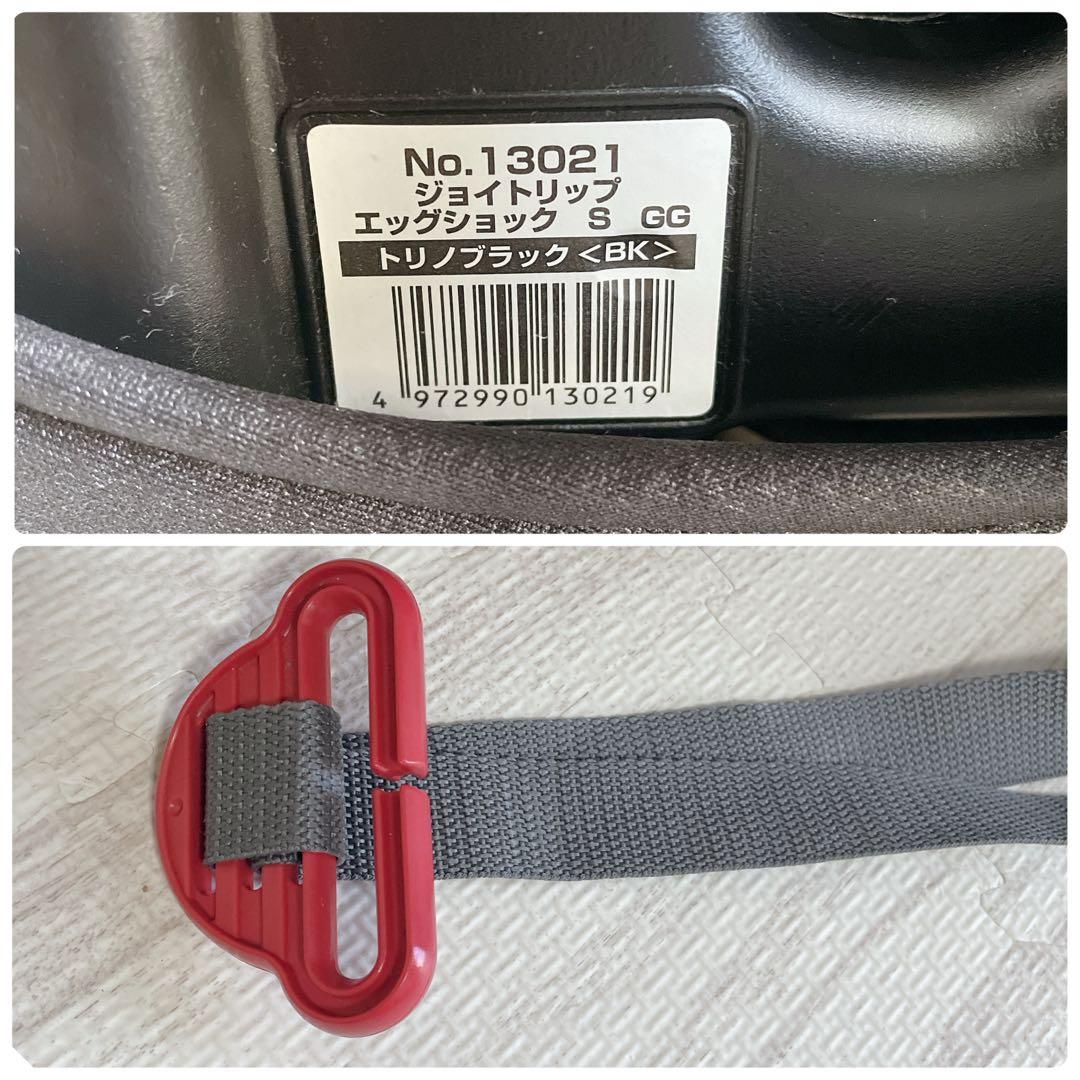 No.13021
ジョイトリップ
エッグショック S GG
トリノブラック<BK>
4 972990 130219